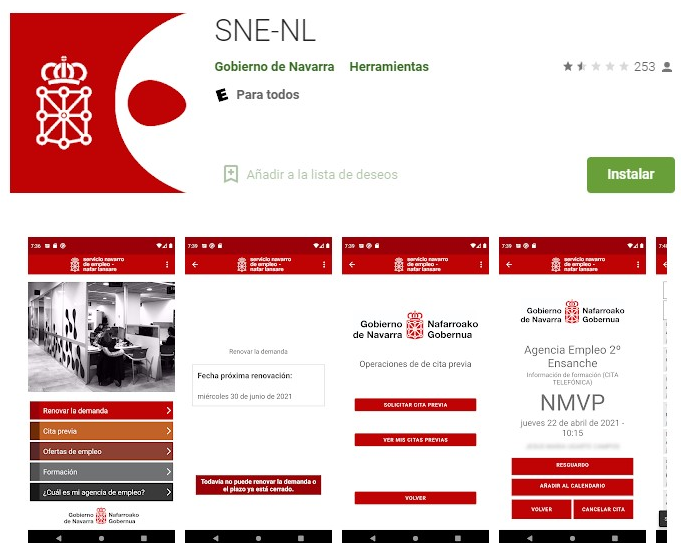 SNE-NL
Gobierno de Navarra Herramientas
253
E Para todos
Añadir a la lista de deseos
Instalar
7:36
servicio navarro
de empleo -
nafar lansare
Renovar la demanda
Cita previa
Ofertas de empleo
Formación
¿Cuál es mi agencia de empleo?
Gobierno
de Navarra
Nafarroako
Gobernua
7:39
servicio navarro
de empleo -
nafar lansare
Renovar la demanda
Fecha próxima renovación:
miércoles 30 de junio de 2021
Todavía no puede renovar la demanda o
el plazo ya está cerrado.
7:39
servicio navarro
de empleo -
nafar lansare
Gobierno
de Navarra
Nafarroako
Gobernua
Operaciones de de cita previa
SOLICITAR CITA PREVIA
VER MIS CITAS PREVIAS
VOLVER
7:39
servicio navarro
de empleo -
nafar lansare
Gobierno
de Navarra
Nafarroako
Gobernua
Agencia Empleo 2º
Ensanche
Información de formación (CITA
TELEFÓNICA)
NMVP
jueves 22 de abril de 2021 -
10:15
RESGUARDO
AÑADIR AL CALENDARIO
VOLVER CANCELAR CITA